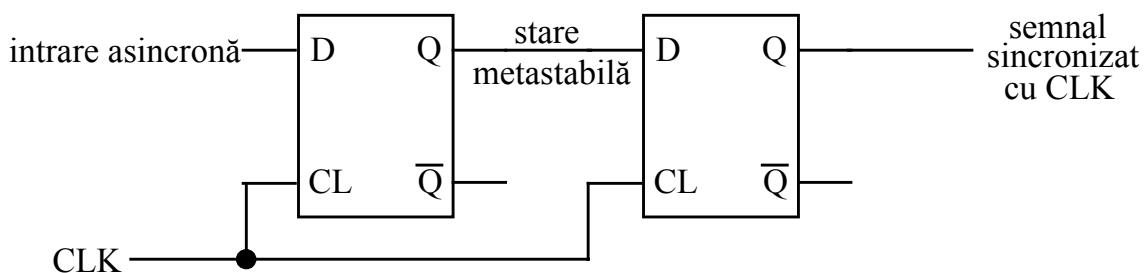 intrare asincronă
D
Q
stare
metastabilă
D
Q
semnal
sincronizat
cu CLK
CL
Q̅
CL
Q̅
CLK